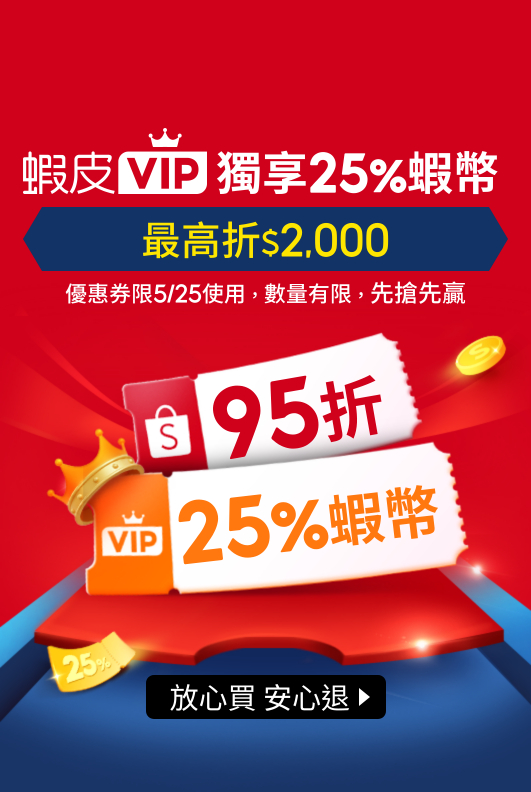 蝦皮VIP 獨享25%蝦幣
最高折$2,000
優惠券限5/25使用，數量有限，先搶先贏
S
S
95折
VIP
25%蝦幣
25%
放心買 安心退